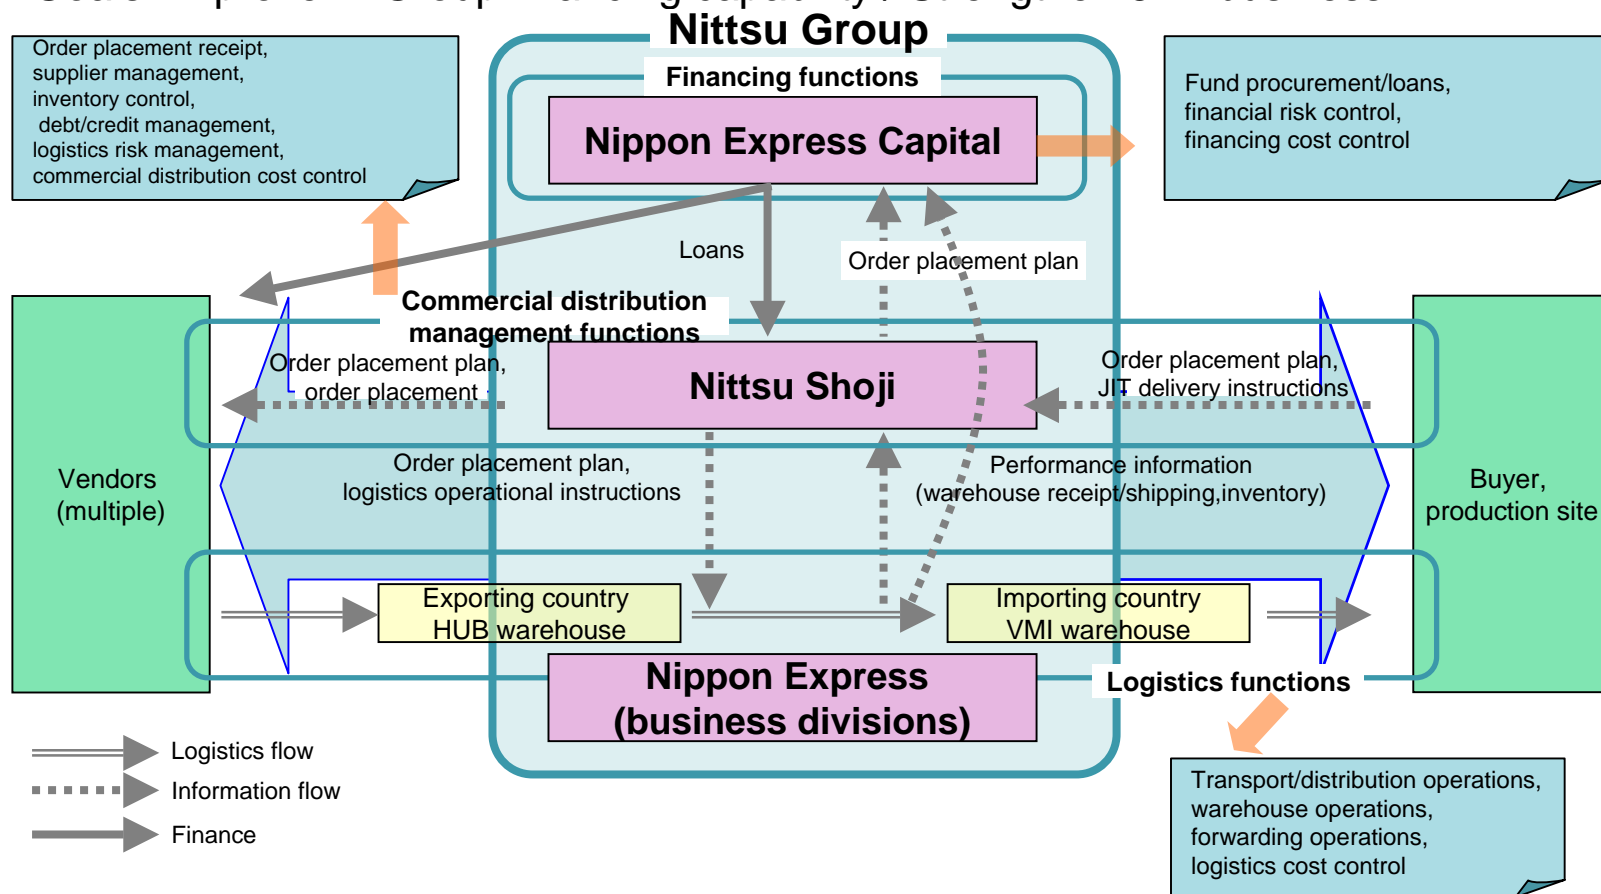 Nittsu Group
Order placement receipt,
supplier management,
inventory control,
debt/credit management,
logistics risk management,
commercial distribution cost control
Financing functions
Nippon Express Capital
Fund procurement/loans,
financial risk control,
financing cost control
Loans
Order placement plan
Commercial distribution
management functions
Order placement plan,
order placement
Nittsu Shoji
Order placement plan,
JIT delivery instructions
Vendors
(multiple)
Order placement plan,
logistics operational instructions
Performance information
(warehouse receipt/shipping,inventory)
Buyer,
production site
Exporting country
HUB warehouse
Importing country
VMI warehouse
Nippon Express
(business divisions)
Logistics functions
Logistics flow
Information flow
Finance
Transport/distribution operations,
warehouse operations,
forwarding operations,
logistics cost control